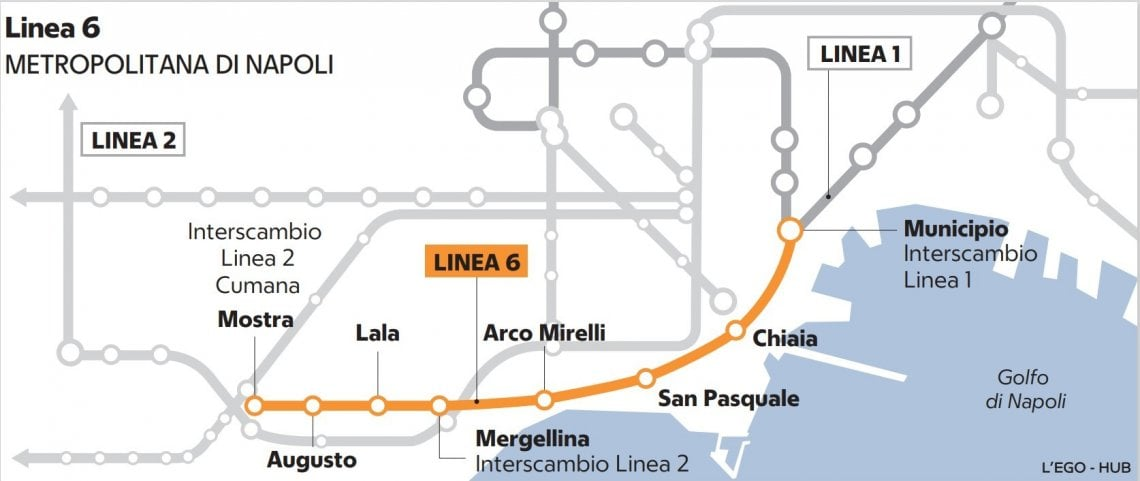 Linea 6
METROPOLITANA DI NAPOLI
LINEA 1
LINEA 2
Interscambio
Linea 2
Cumana
Mostra
LINEA 6
Municipio
Interscambio
Linea 1
Lala
Arco Mirelli
Chiaia
San Pasquale
Golfo
di Napoli
Augusto
Mergellina
Interscambio Linea 2
L'EGO - HUB